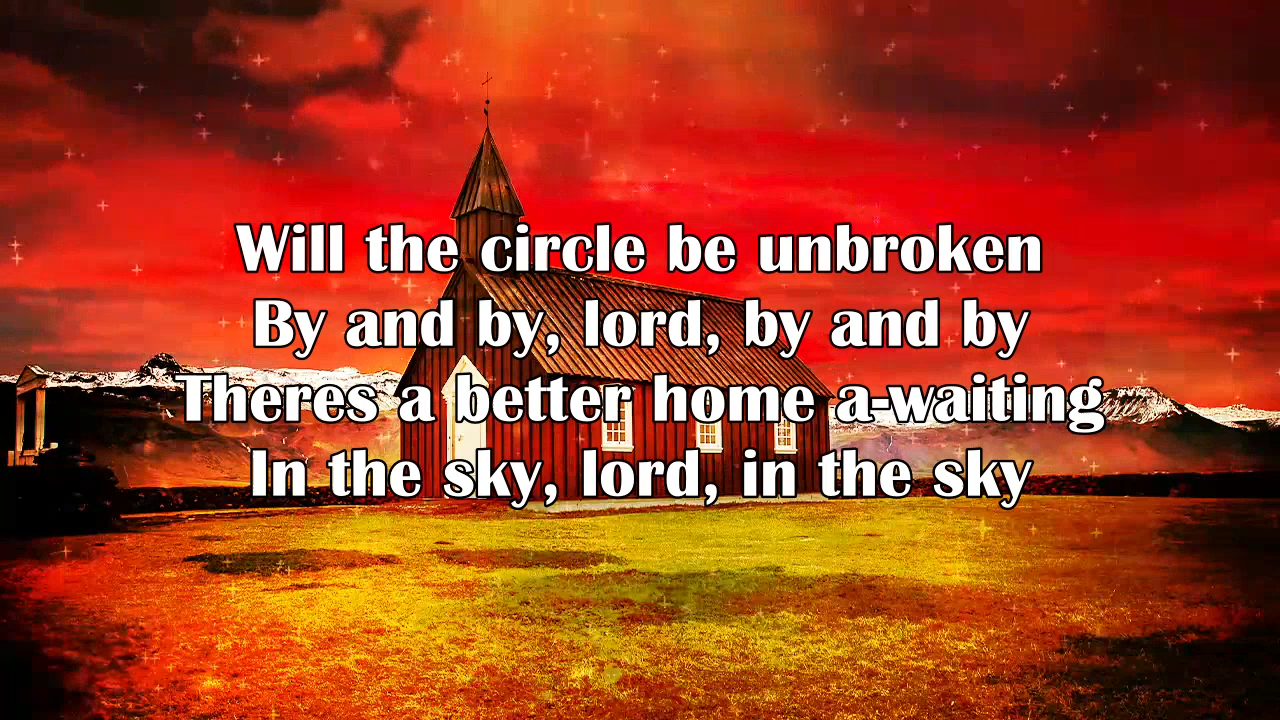 Will the circle be unbroken
By and by, lord, by and by
Theres a better home a-waiting
In the sky, lord, in the sky